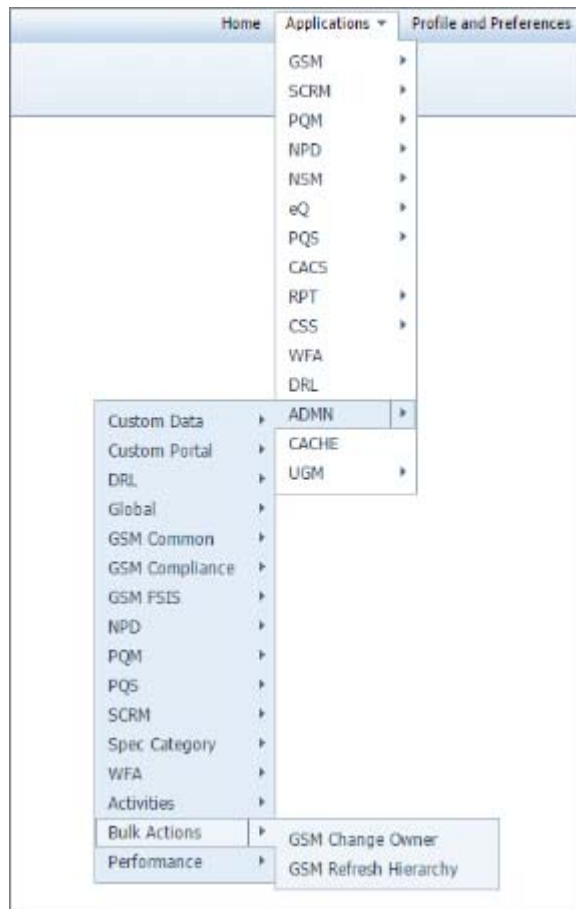 Home Applications Profile and Preferences
GSM
SCRM
PQM
NPD
NSM
eQ
PQS
CACS
RPT
CSS
WFA
DRL
ADMN
CACHE
UGM
Custom Data
Custom Portal
DRL
Global
GSM Common
GSM Compliance
GSM FSIS
NPD
PQM
PQS
SCRM
Spec Category
WFA
Activities
Bulk Actions
Performance
GSM Change Owner
GSM Refresh Hierarchy